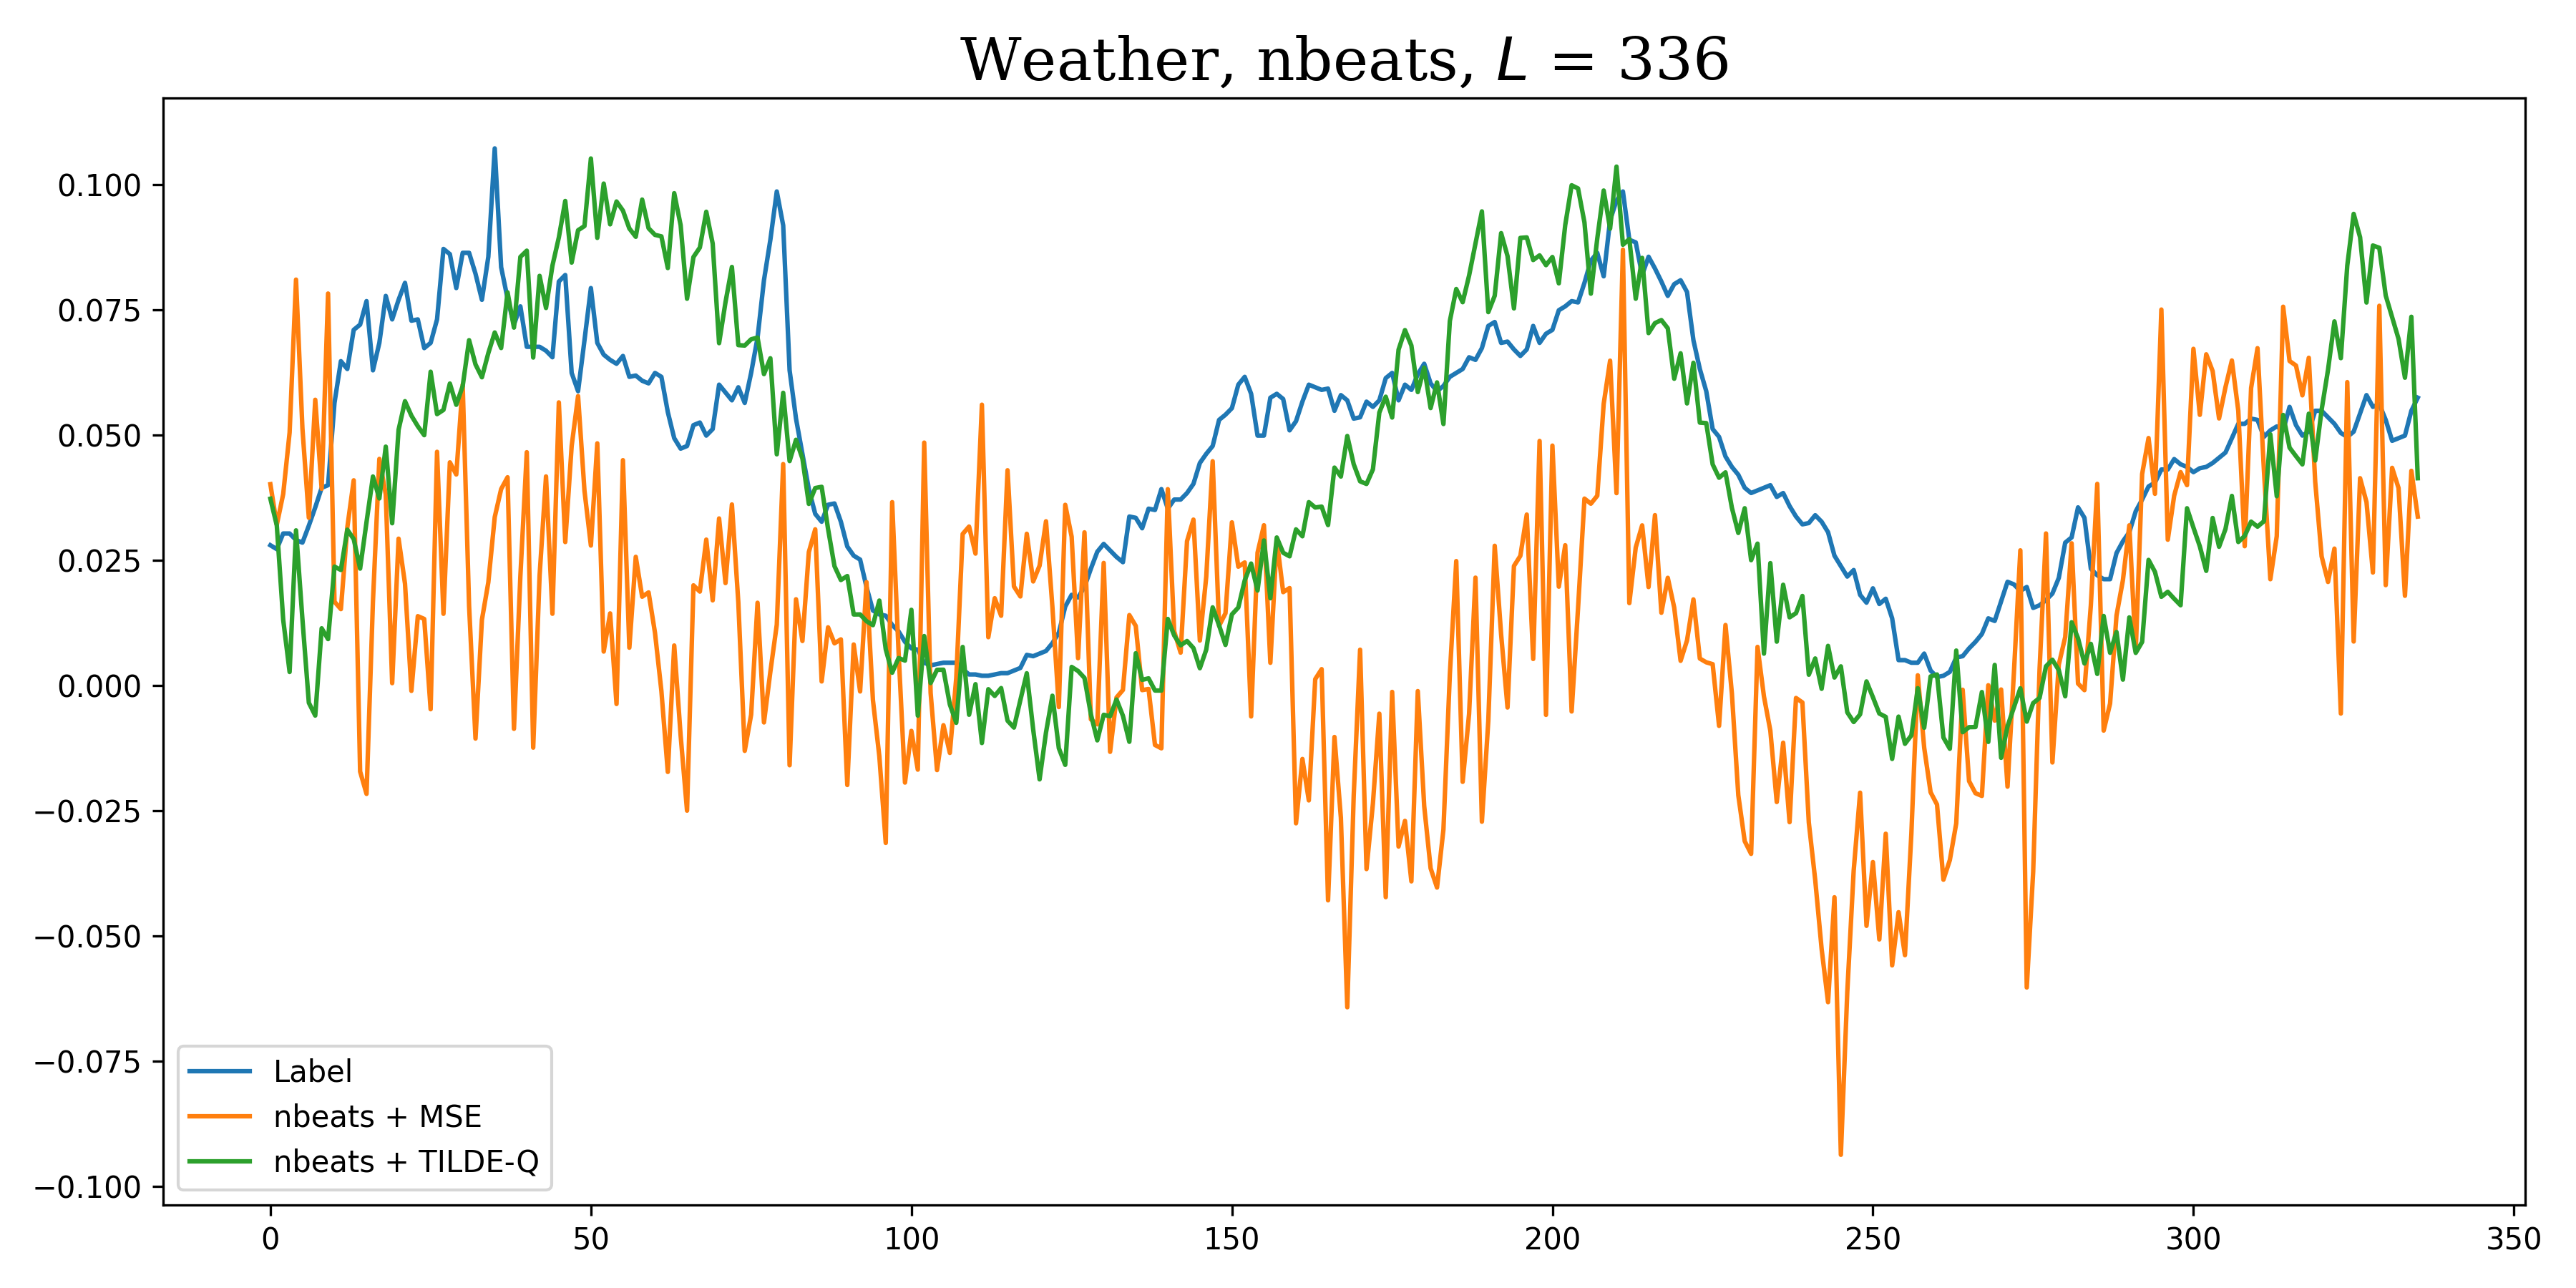 Weather, nbeats, L = 336
0.100
0.075
0.050
0.025
0.000
−0.025
−0.050
−0.075
−0.100
Label
nbeats + MSE
nbeats + TILDE-Q
0 50 100 150 200 250 300 350